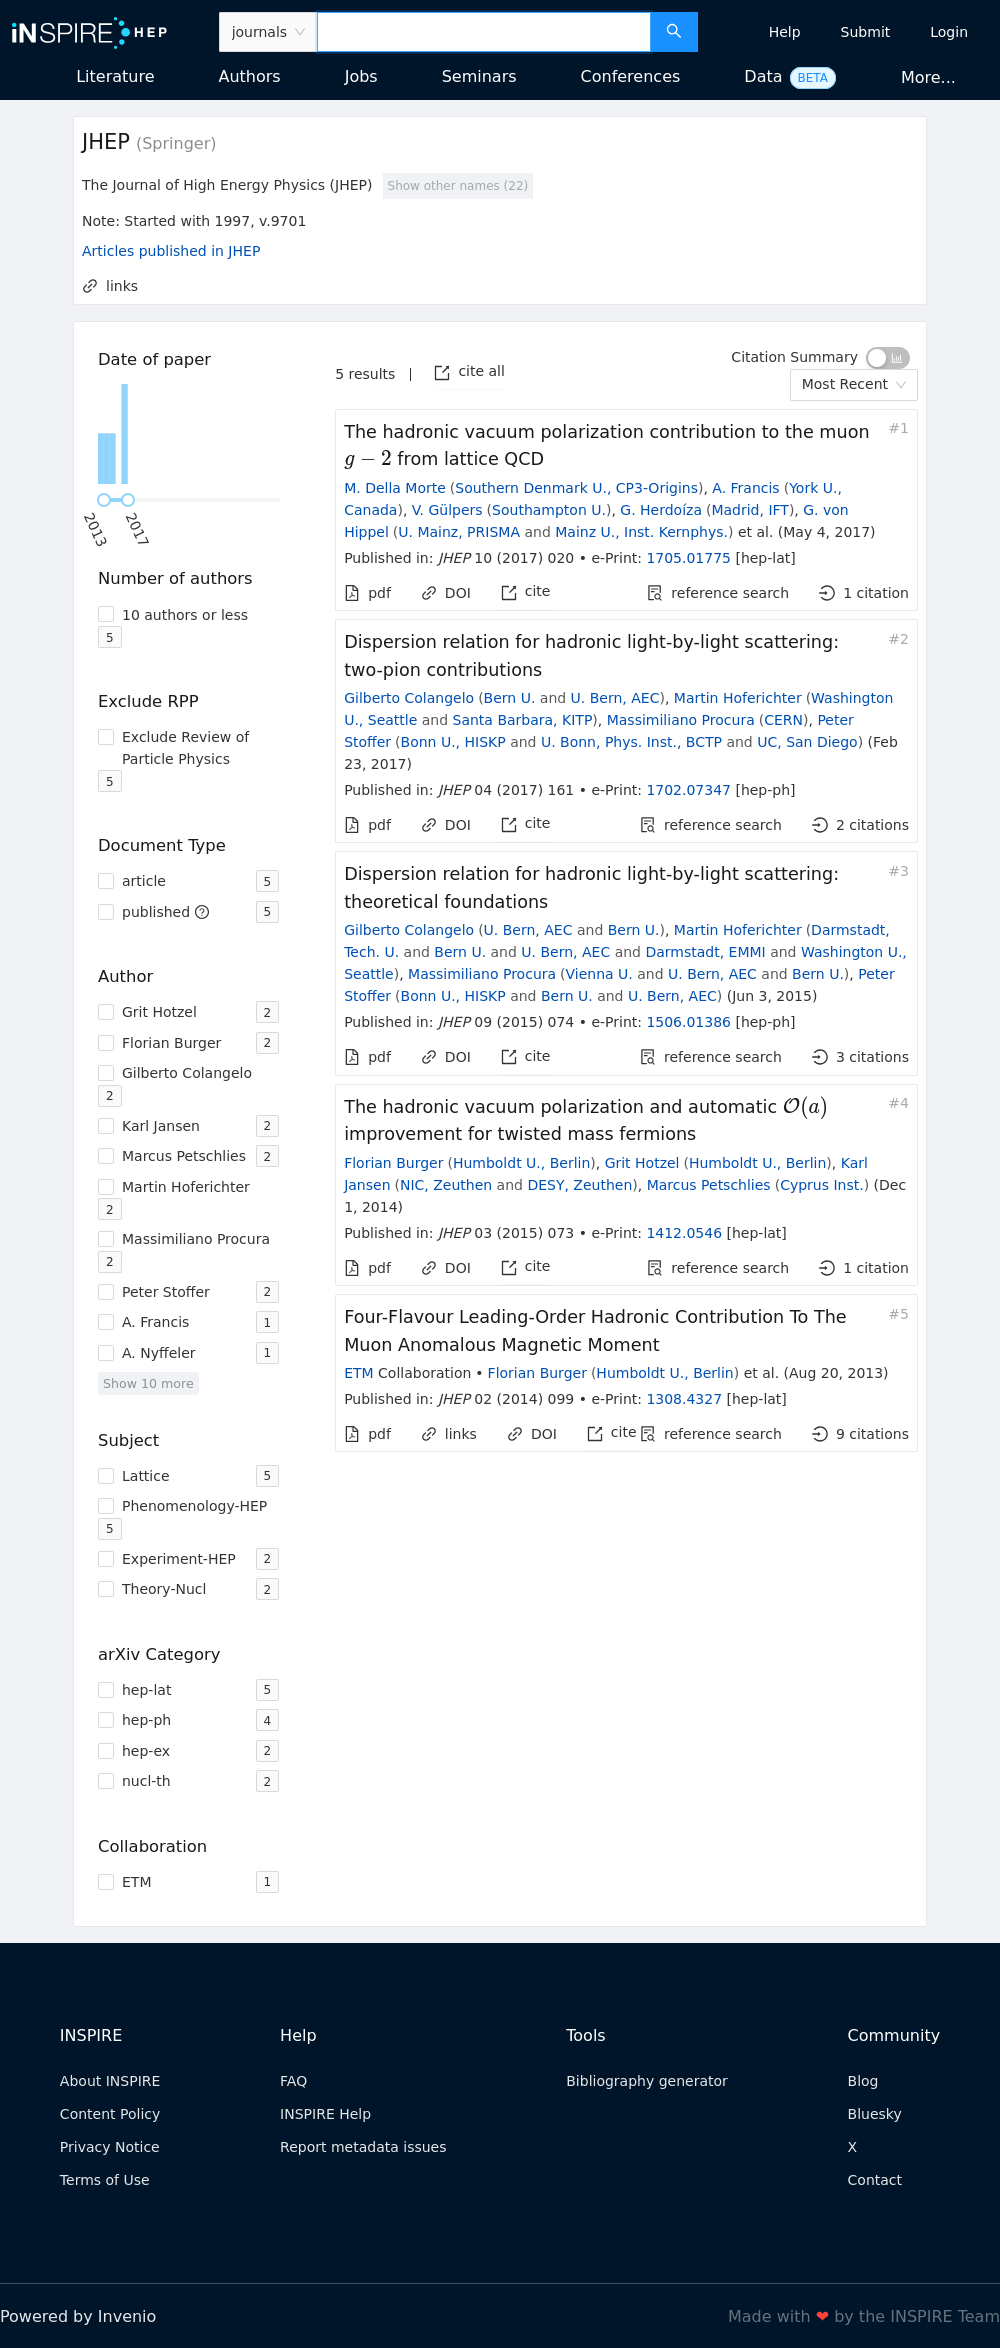 iNSPIRE HEP
journals
Help
Submit
Login
Literature
Authors
Jobs
Seminars
Conferences
Data BETA
More...
JHEP (Springer)
The Journal of High Energy Physics (JHEP) Show other names (22)
Note: Started with 1997, v.9701
Articles published in JHEP
links
Date of paper
2013
2017
Number of authors
10 authors or less
5
Exclude RPP
Exclude Review of
Particle Physics
5
Document Type
article 5
published 5
Author
Grit Hotzel 2
Florian Burger 2
Gilberto Colangelo
2
Karl Jansen 2
Marcus Petschlies 2
Martin Hoferichter
2
Massimiliano Procura
2
Peter Stoffer 2
A. Francis 1
A. Nyffeler 1
Show 10 more
Subject
Lattice 5
Phenomenology-HEP
5
Experiment-HEP 2
Theory-Nucl 2
arXiv Category
hep-lat 5
hep-ph 4
hep-ex 2
nucl-th 2
Collaboration
ETM 1
5 results | cite all
Citation Summary
Most Recent
The hadronic vacuum polarization contribution to the muon #1
g − 2 from lattice QCD
M. Della Morte (Southern Denmark U., CP3-Origins), A. Francis (York U.,
Canada), V. Gülpers (Southampton U.), G. Herdoíza (Madrid, IFT), G. von
Hippel (U. Mainz, PRISMA and Mainz U., Inst. Kernphys.) et al. (May 4, 2017)
Published in: JHEP 10 (2017) 020 • e-Print: 1705.01775 [hep-lat]
pdf DOI cite reference search 1 citation
Dispersion relation for hadronic light-by-light scattering: #2
two-pion contributions
Gilberto Colangelo (Bern U. and U. Bern, AEC), Martin Hoferichter (Washington
U., Seattle and Santa Barbara, KITP), Massimiliano Procura (CERN), Peter
Stoffer (Bonn U., HISKP and U. Bonn, Phys. Inst., BCTP and UC, San Diego) (Feb
23, 2017)
Published in: JHEP 04 (2017) 161 • e-Print: 1702.07347 [hep-ph]
pdf DOI cite reference search 2 citations
Dispersion relation for hadronic light-by-light scattering: #3
theoretical foundations
Gilberto Colangelo (U. Bern, AEC and Bern U.), Martin Hoferichter (Darmstadt,
Tech. U. and Bern U. and U. Bern, AEC and Darmstadt, EMMI and Washington U.,
Seattle), Massimiliano Procura (Vienna U. and U. Bern, AEC and Bern U.), Peter
Stoffer (Bonn U., HISKP and Bern U. and U. Bern, AEC) (Jun 3, 2015)
Published in: JHEP 09 (2015) 074 • e-Print: 1506.01386 [hep-ph]
pdf DOI cite reference search 3 citations
The hadronic vacuum polarization and automatic O(a) #4
improvement for twisted mass fermions
Florian Burger (Humboldt U., Berlin), Grit Hotzel (Humboldt U., Berlin), Karl
Jansen (NIC, Zeuthen and DESY, Zeuthen), Marcus Petschlies (Cyprus Inst.) (Dec
1, 2014)
Published in: JHEP 03 (2015) 073 • e-Print: 1412.0546 [hep-lat]
pdf DOI cite reference search 1 citation
Four-Flavour Leading-Order Hadronic Contribution To The #5
Muon Anomalous Magnetic Moment
ETM Collaboration • Florian Burger (Humboldt U., Berlin) et al. (Aug 20, 2013)
Published in: JHEP 02 (2014) 099 • e-Print: 1308.4327 [hep-lat]
pdf links DOI cite reference search 9 citations
INSPIRE
About INSPIRE
Content Policy
Privacy Notice
Terms of Use
Help
FAQ
INSPIRE Help
Report metadata issues
Tools
Bibliography generator
Community
Blog
Bluesky
X
Contact
Powered by Invenio
Made with ❤ by the INSPIRE Team